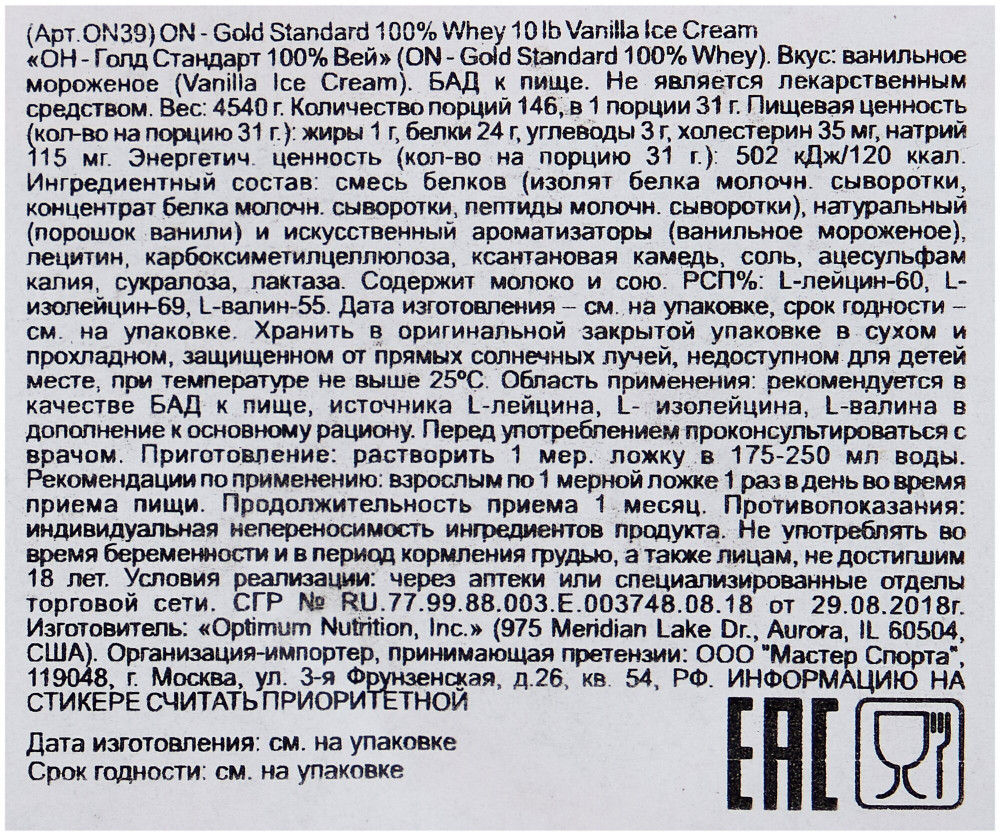 (Арт.ON39) ON - Gold Standard 100% Whey 10 lb Vanilla Ice Cream
«ОН - Голд Стандарт 100% Вей» (ON - Gold Standard 100% Whey). Вкус: ванильное
мороженое (Vanilla Ice Cream). БАД к пище. Не является лекарственным
средством. Вес: 4540 г. Количество порций 146, в 1 порции 31 г. Пищевая ценность
(кол-во на порцию 31 г.): жиры 1 г, белки 24 г, углеводы 3 г, холестерин 35 мг, натрий
115 мг. Энергетич. ценность (кол-во на порцию 31 г.): 502 кДж/120 ккал.
Ингредиентный состав: смесь белков (изолят белка молочн. сыворотки,
концентрат белка молочн. сыворотки, пептиды молочн. сыворотки), натуральный
(порошок ванили) и искусственный ароматизаторы (ванильное мороженое),
лецитин, карбоксиметилцеллюлоза, ксантановая камедь, соль, ацесульфам
калия, сукралоза, лактаза. Содержит молоко и сою. РСП%: L-лейцин-60, L-
изолейцин-69, L-валин-55. Дата изготовления – см. на упаковке, срок годности –
см. на упаковке. Хранить в оригинальной закрытой упаковке в сухом и
прохладном, защищенном от прямых солнечных лучей, недоступном для детей
месте, при температуре не выше 25ºС. Область применения: рекомендуется в
качестве БАД к пище, источника L-лейцина, L- изолейцина, L-валина в
дополнение к основному рациону. Перед употреблением проконсультироваться с
врачом. Приготовление: растворить 1 мер. ложку в 175-250 мл воды.
Рекомендации по применению: взрослым по 1 мерной ложке 1 раз в день во время
приема пищи. Продолжительность приема 1 месяц. Противопоказания:
индивидуальная непереносимость ингредиентов продукта. Не употреблять во
время беременности и в период кормления грудью, а также лицам, не достигшим
18 лет. Условия реализации: через аптеки или специализированные отделы
торговой сети. СГР № RU.77.99.88.003.Е.003748.08.18 от 29.08.2018г.
Изготовитель: «Optimum Nutrition, Inc.» (975 Meridian Lake Dr., Aurora, IL 60504,
США). Организация-импортер, принимающая претензии: ООО "Мастер Спорта",
119048, г. Москва, ул. 3-я Фрунзенская, д.26, кв. 54, РФ. ИНФОРМАЦИЮ НА
СТИКЕРЕ СЧИТАТЬ ПРИОРИТЕТНОЙ
Дата изготовления: см. на упаковке
Срок годности: см. на упаковке
EAC